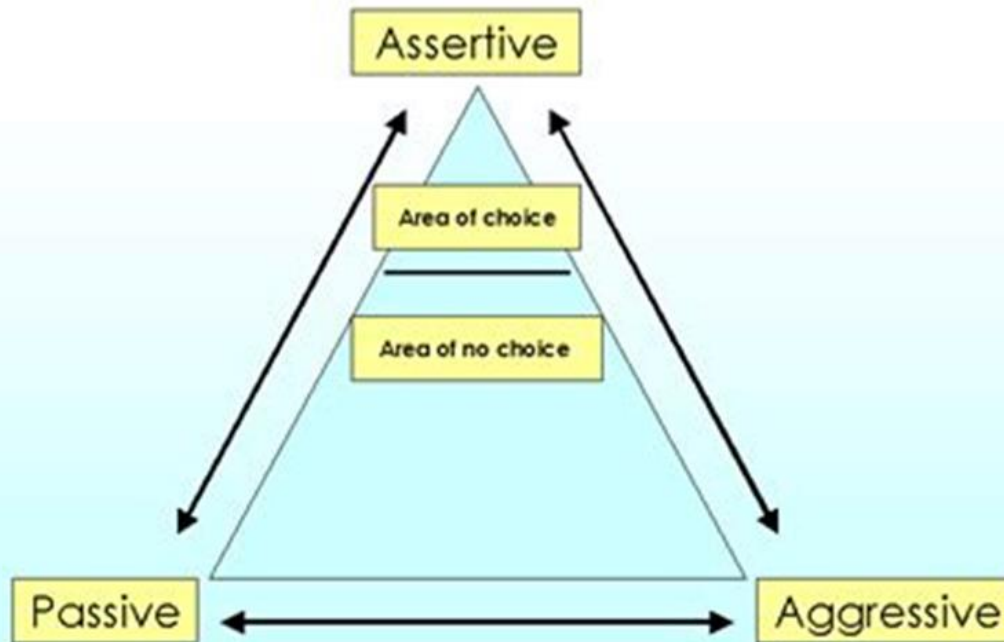 Assertive
Area of choice
Area of no choice
Passive
Aggressive